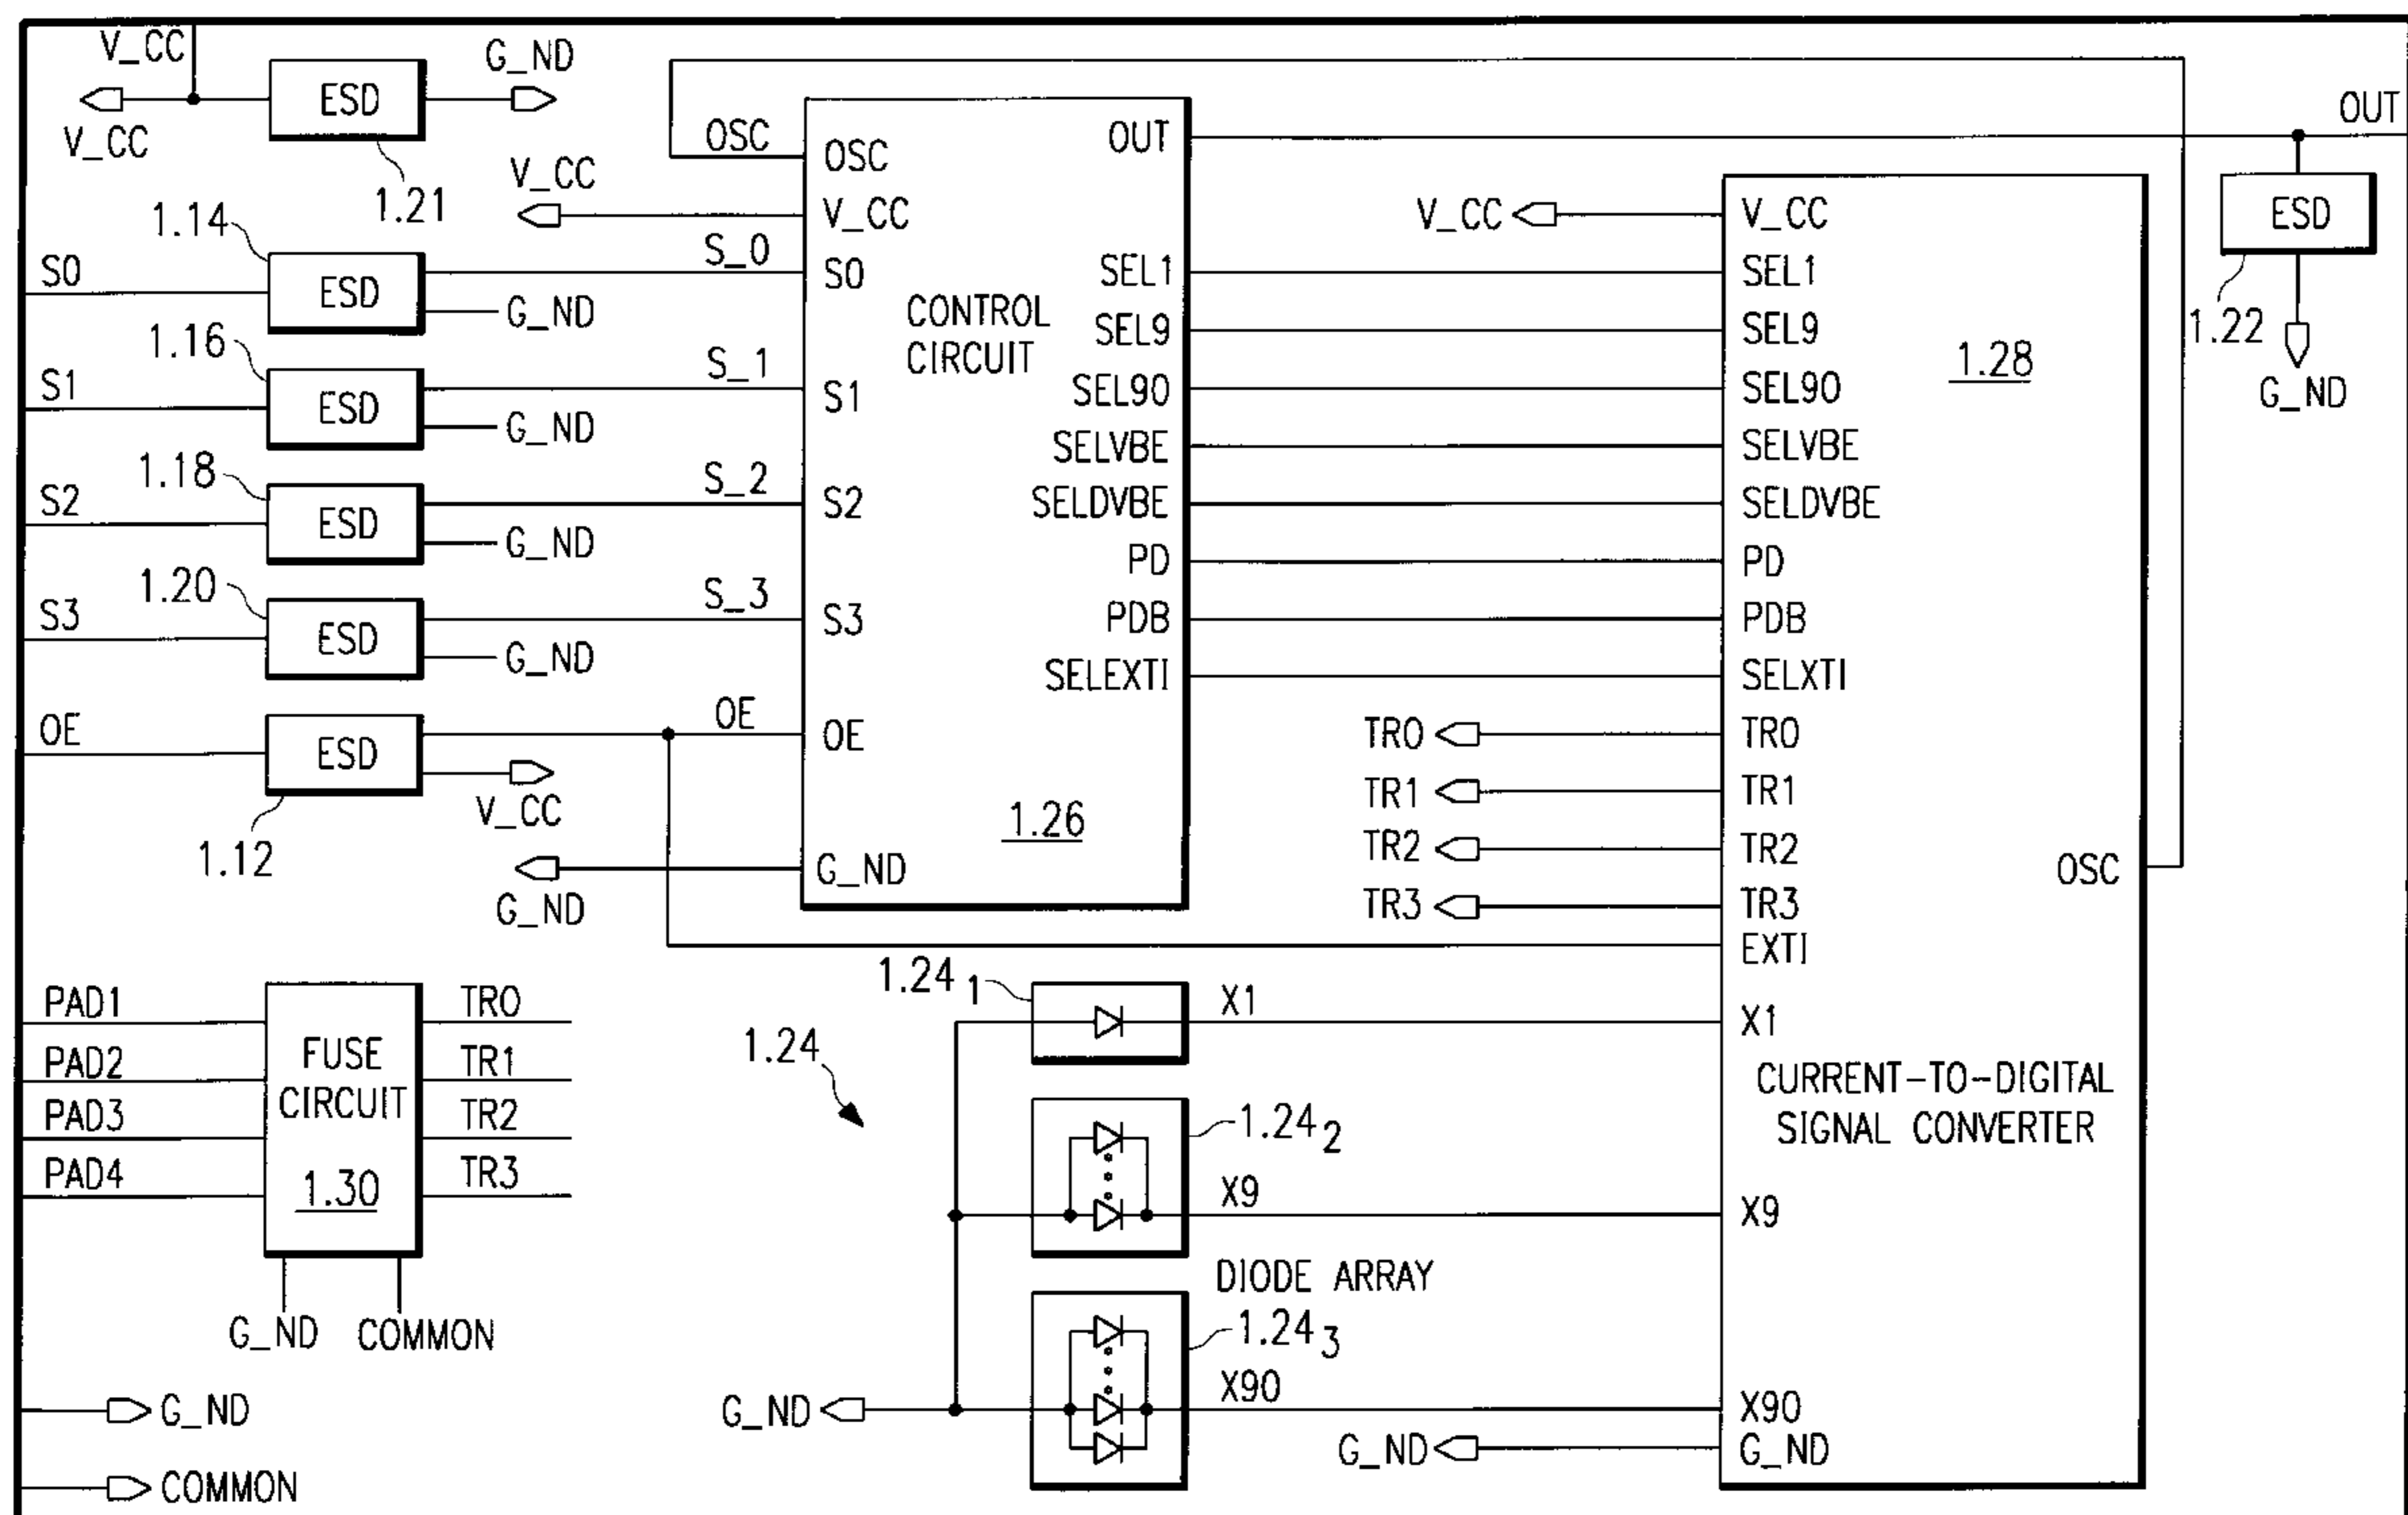 V_CC
V_CC
ESD
G_ND
1.21
S0
1.14
ESD
S_0
G_ND
S1
1.16
ESD
S_1
G_ND
S2
1.18
ESD
S_2
G_ND
S3
1.20
ESD
S_3
G_ND
OE
ESD
OE
V_CC
1.12
OSC
V_CC
G_ND
OSC
V_CC
S0
S1
S2
S3
OE
G_ND
CONTROL
CIRCUIT
1.26
OUT
SEL1
SEL9
SEL90
SELVBE
SELDVBE
PD
PDB
SELEXTI
V_CC
TR0
TR1
TR2
TR3
V_CC
SEL1
SEL9
SEL90
SELVBE
SELDVBE
PD
PDB
SELXTI
TR0
TR1
TR2
TR3
EXTI
X1
X9
X90
G_ND
1.28
OSC
CURRENT-TO-DIGITAL
SIGNAL CONVERTER
OUT
ESD
1.22
G_ND
PAD1
PAD2
PAD3
PAD4
FUSE
CIRCUIT
1.30
TR0
TR1
TR2
TR3
G_ND
COMMON
G_ND
COMMON
1.24
1.24 1
X1
1.24 2
X9
DIODE ARRAY
1.24 3
X90
G_ND
G_ND